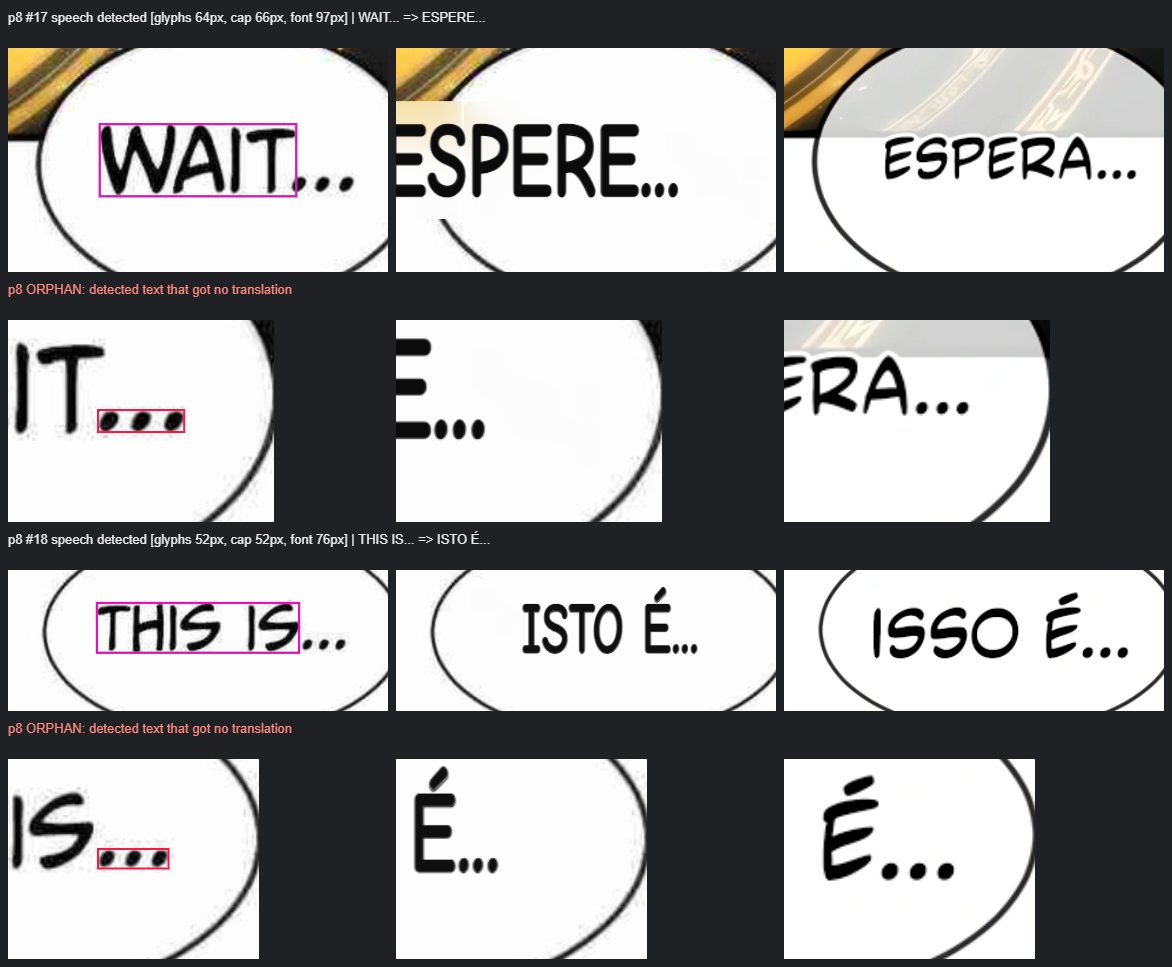 p8 #17 speech detected [glyphs 64px, cap 66px, font 97px] | WAIT... => ESPERE...
WAIT...
ESPERE...
ESPERA...
p8 ORPHAN: detected text that got no translation
IT...
E...
ERA...
p8 #18 speech detected [glyphs 52px, cap 52px, font 76px] | THIS IS... => ISTO É...
THIS IS...
ISTO É...
ISSO É...
p8 ORPHAN: detected text that got no translation
IS...
É...
É...